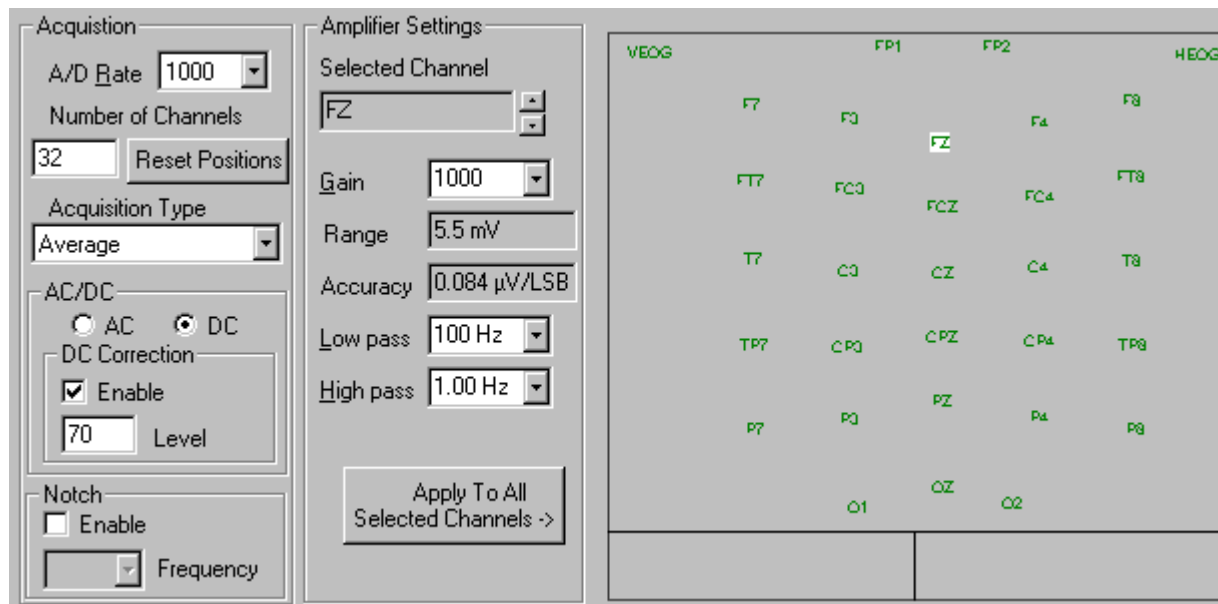 Acquistion
A/D Rate 1000
Number of Channels
32 Reset Positions
Acquisition Type
Average
AC/DC
AC DC
DC Correction
Enable
70 Level
Notch
Enable
Frequency
Amplifier Settings
Selected Channel
FZ
Gain 1000
Range 5.5 mV
Accuracy 0.084 µV/LSB
Low pass 100 Hz
High pass 1.00 Hz
Apply To All
Selected Channels ->
VEOG FP1 FP2 HEOG
F7 F3 F4 F8
FZ
FT7 FC3 FCZ FC4 FT8
T7 C3 CZ C4 T8
TP7 CP3 CPZ CP4 TP8
P7 P3 PZ P4 P8
O1 OZ O2